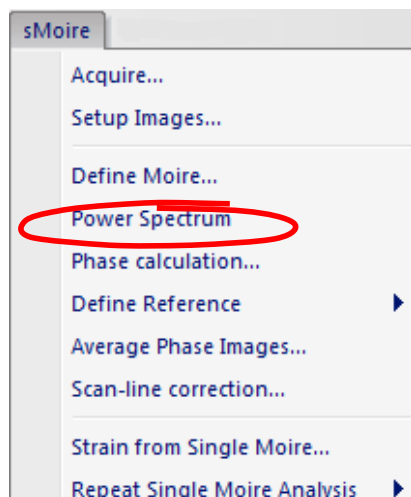 sMoire
Acquire...
Setup Images...
Define Moire...
Power Spectrum
Phase calculation...
Define Reference
Average Phase Images...
Scan-line correction...
Strain from Single Moire...
Repeat Single Moire Analysis